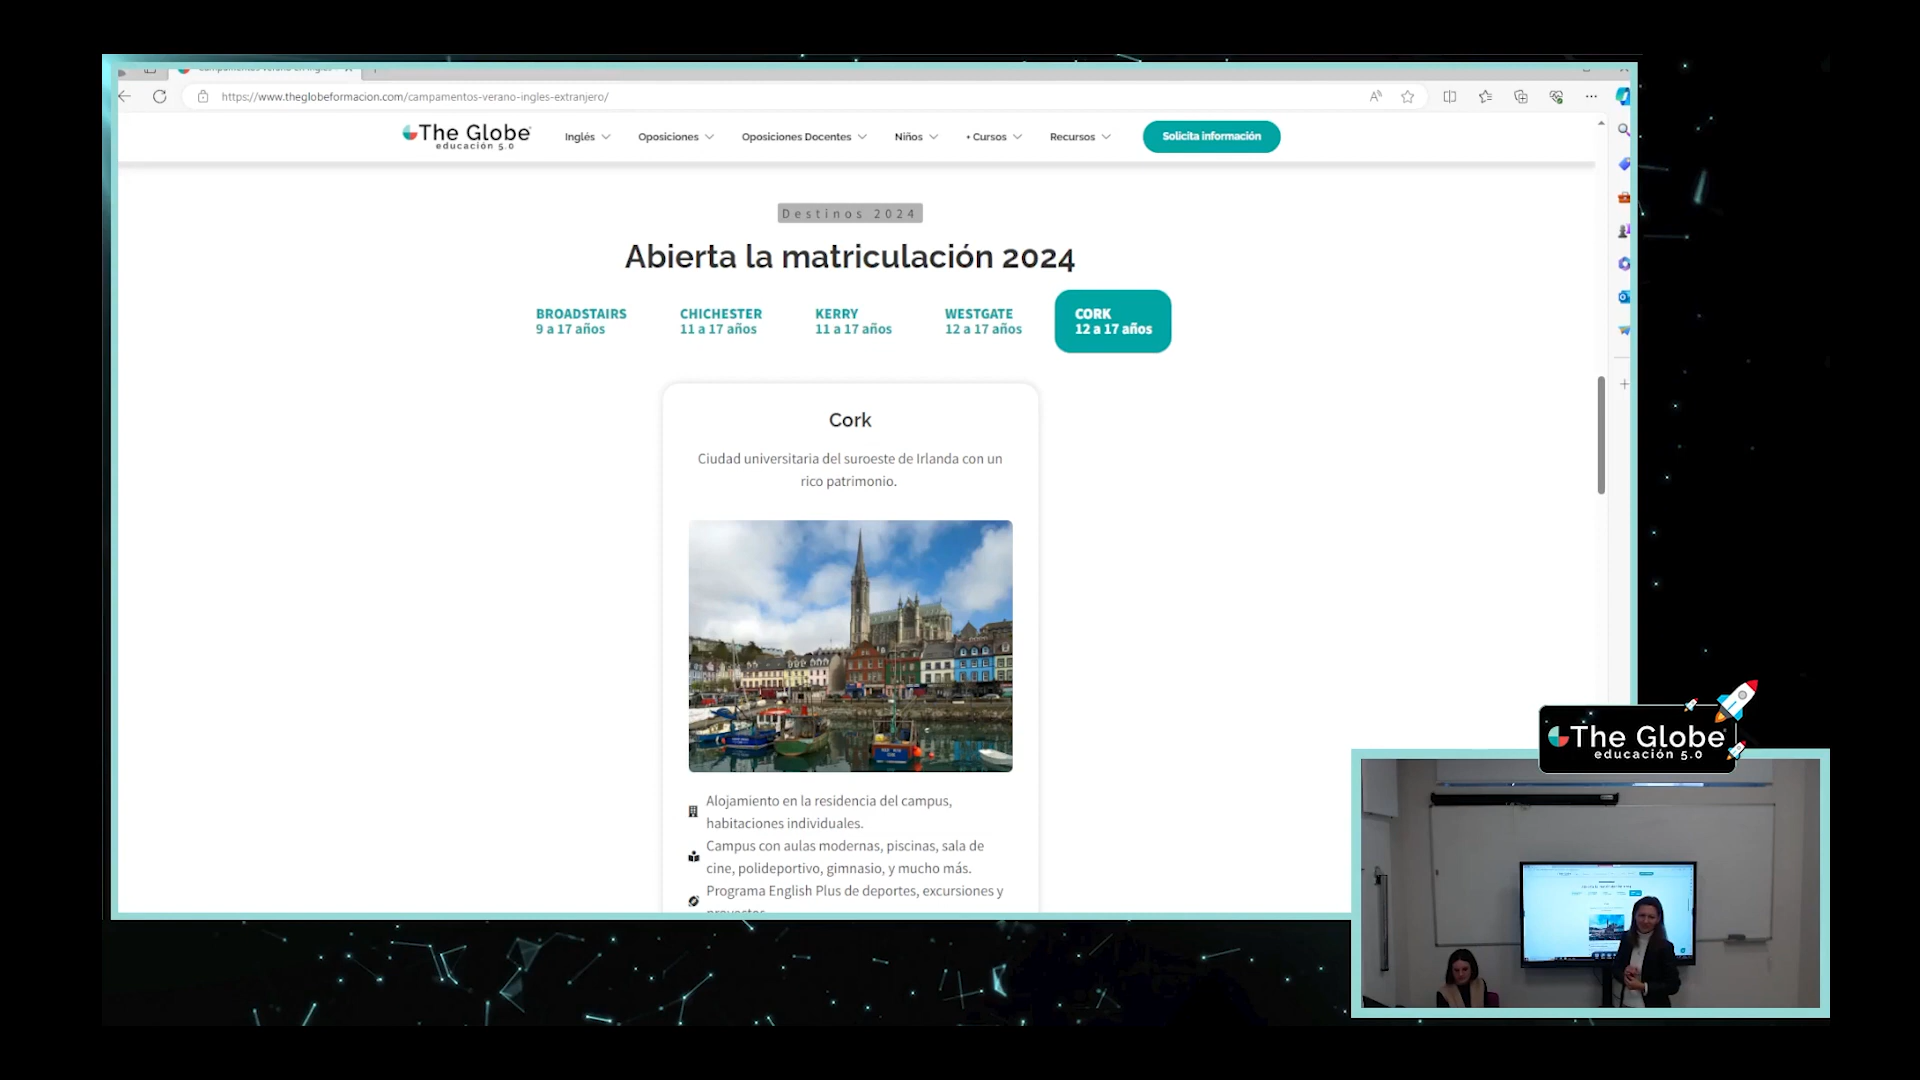 https://www.theglobeformacion.com/campamentos-verano-ingles-extranjero/
The Globe
educación 5.0
Inglés
Oposiciones
Oposiciones Docentes
Niños
+ Cursos
Recursos
Solicita información
Destinos 2024
Abierta la matriculación 2024
BROADSTAIRS
9 a 17 años
CHICHESTER
11 a 17 años
KERRY
11 a 17 años
WESTGATE
12 a 17 años
CORK
12 a 17 años
Cork
Ciudad universitaria del suroeste de Irlanda con un
rico patrimonio.
Alojamiento en la residencia del campus,
habitaciones individuales.
Campus con aulas modernas, piscinas, sala de
cine, polideportivo, gimnasio, y mucho más.
Programa English Plus de deportes, excursiones y
The Globe
educación 5.0